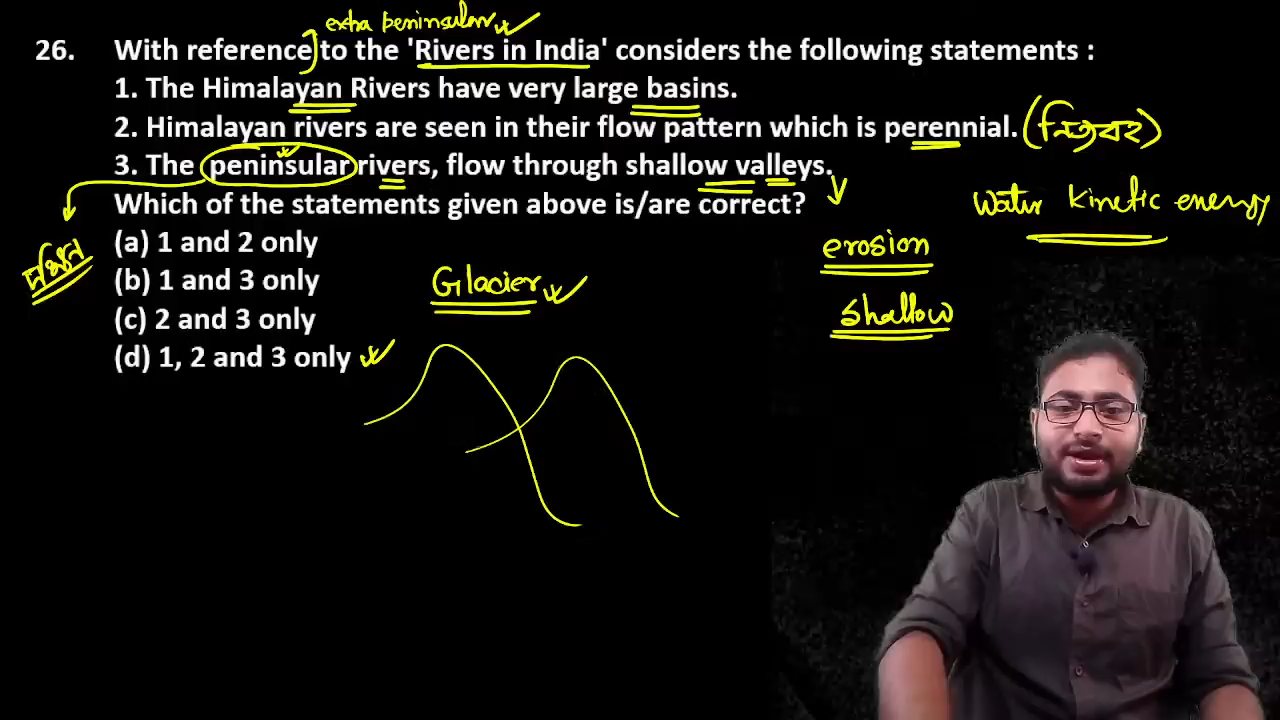 extra peninsular
26. With reference to the 'Rivers in India' considers the following statements :
1. The Himalayan Rivers have very large basins.
2. Himalayan rivers are seen in their flow pattern which is perennial. (নিত্যবহ)
3. The peninsular rivers, flow through shallow valleys.
Which of the statements given above is/are correct?
water kinetic energy
(a) 1 and 2 only
erosion
(b) 1 and 3 only
Glacier
(c) 2 and 3 only
shallow
(d) 1, 2 and 3 only